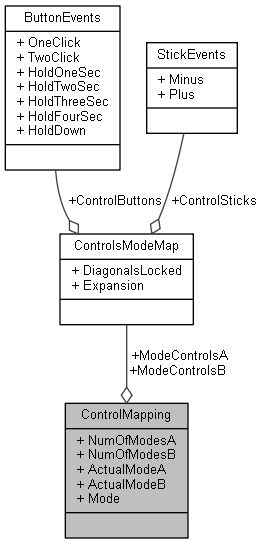 ButtonEvents
+ OneClick
+ TwoClick
+ HoldOneSec
+ HoldTwoSec
+ HoldThreeSec
+ HoldFourSec
+ HoldDown
StickEvents
+ Minus
+ Plus
+ControlButtons
+ControlSticks
ControlsModeMap
+ DiagonalsLocked
+ Expansion
+ModeControlsA
+ModeControlsB
ControlMapping
+ NumOfModesA
+ NumOfModesB
+ ActualModeA
+ ActualModeB
+ Mode